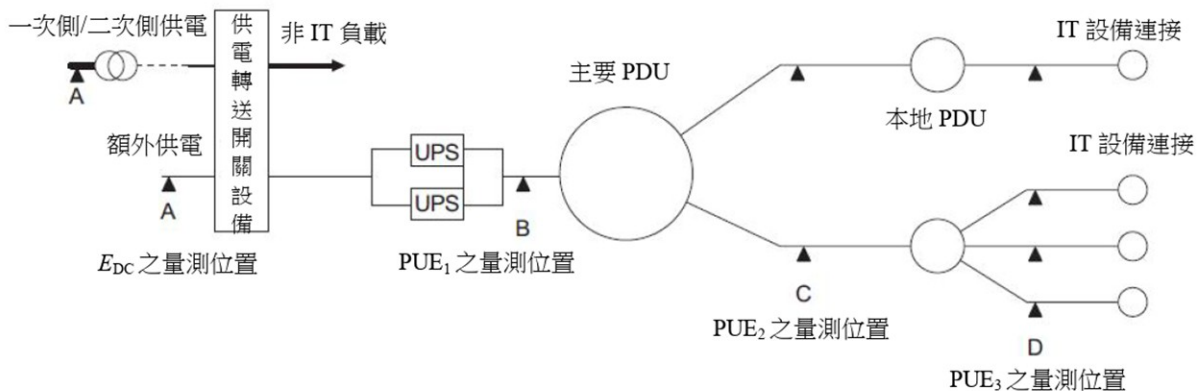 一次側/二次側供電
供電轉送開關設備
非 IT 負載
A
額外供電
A
E_DC 之量測位置
UPS
UPS
B
PUE₁ 之量測位置
主要 PDU
本地 PDU
IT 設備連接
IT 設備連接
C
PUE₂ 之量測位置
D
PUE₃ 之量測位置